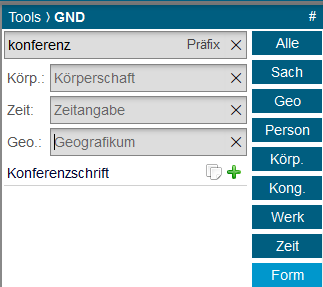 Tools ⟩ GND #
konferenz Präfix
Alle
Körp.: Körperschaft
Sach
Zeit: Zeitangabe
Geo
Geo.: Geografikum
Person
Konferenzschrift
Körp.
Kong.
Werk
Zeit
Form